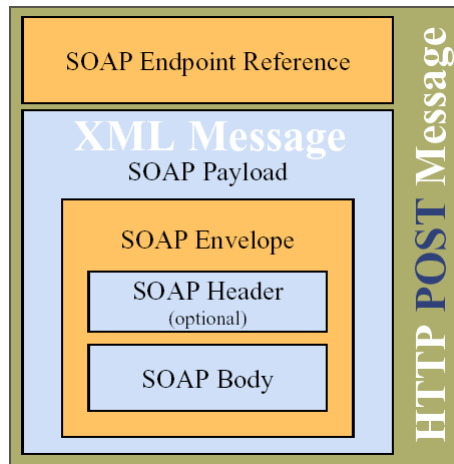 SOAP Endpoint Reference
XML Message
SOAP Payload
SOAP Envelope
SOAP Header
(optional)
SOAP Body
HTTP POST Message